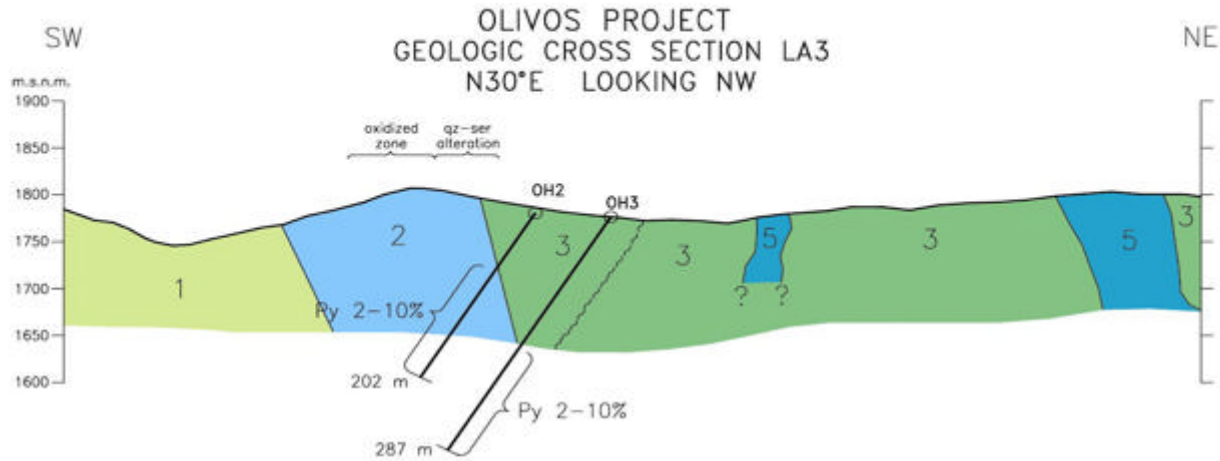 OLIVOS PROJECT
GEOLOGIC CROSS SECTION LA3
N30°E LOOKING NW
SW
NE
m.s.n.m.
1900
1850
1800
1750
1700
1650
1600
oxidized
zone
qz-ser
alteration
OH2
OH3
1
2
3
3
5
3
5
3
? ?
Py 2-10%
202 m
Py 2-10%
287 m